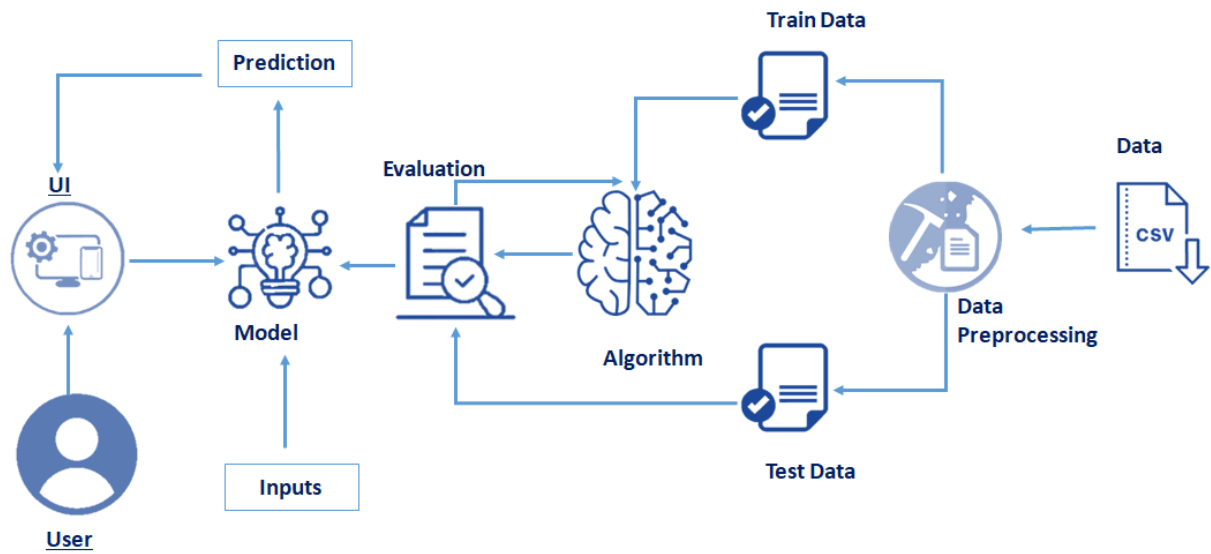 Train Data
Prediction
Data
Evaluation
UI
CSV
Data
Preprocessing
Model
Algorithm
Test Data
Inputs
User